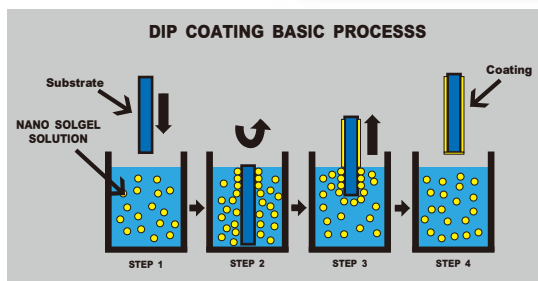 DIP COATING BASIC PROCESSS
Substrate
Coating
NANO SOLGEL
SOLUTION
STEP 1
STEP 2
STEP 3
STEP 4